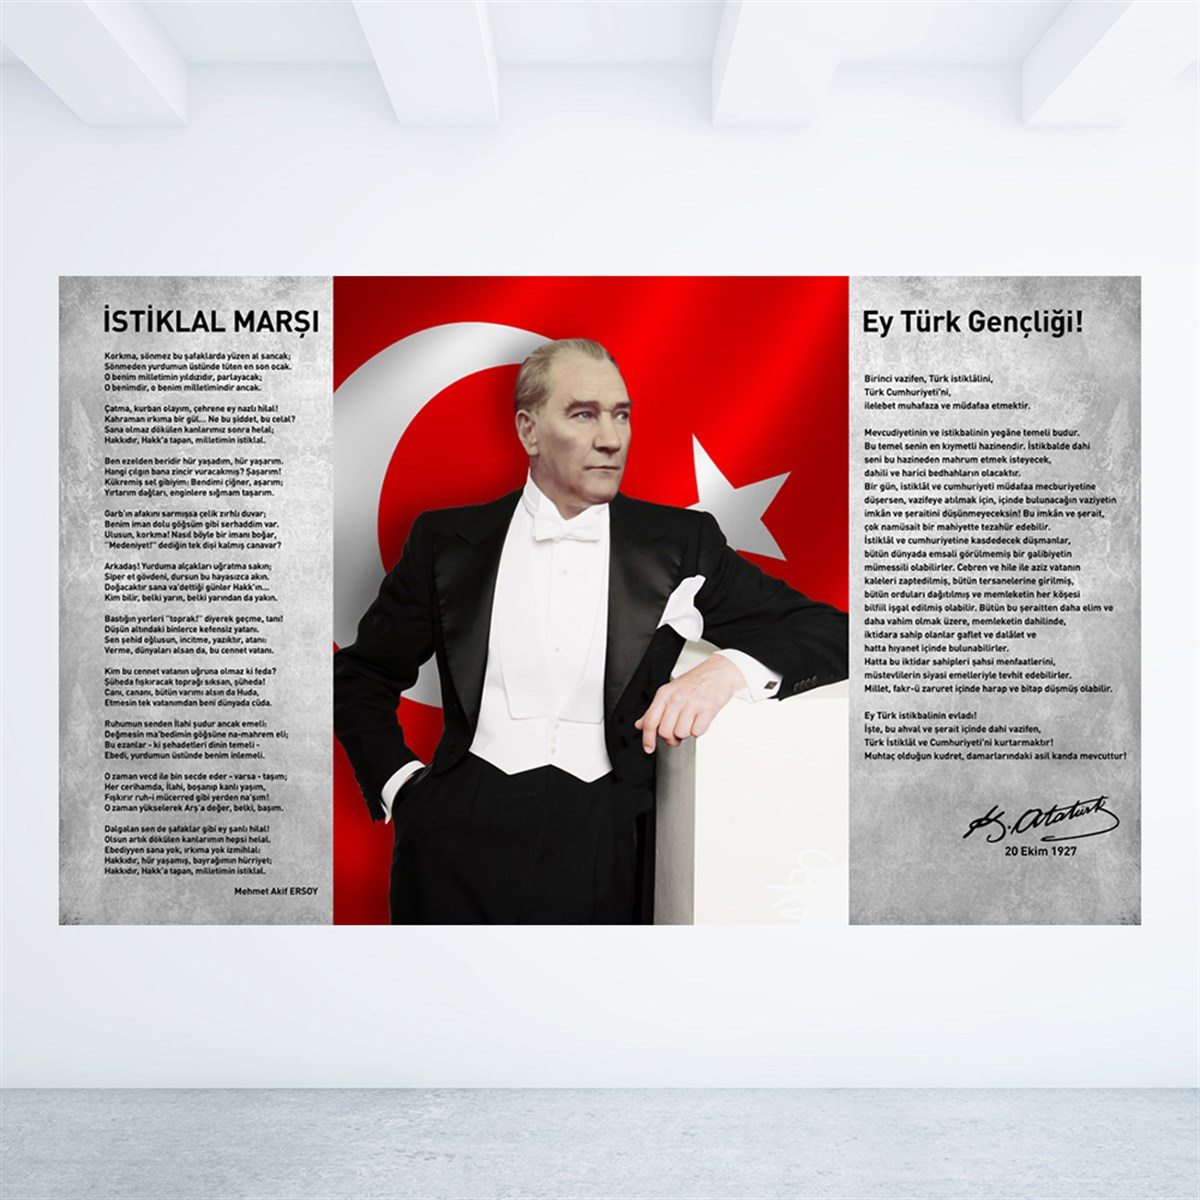 İSTİKLAL MARŞI
Korkma, sönmez bu şafaklarda yüzen al sancak;
Sönmeden yurdumun üstünde tüten en son ocak.
O benim milletimin yıldızıdır, parlayacak;
O benimdir, o benim milletimindir ancak.
Çatma, kurban olayım, çehrene ey nazlı hilal!
Kahraman ırkıma bir gül... Ne bu şiddet, bu celal?
Sana olmaz dökülen kanlarımız sonra helal;
Hakkıdır, Hakk'a tapan, milletimin istiklal.
Ben ezelden beridir hür yaşadım, hür yaşarım.
Hangi çılgın bana zincir vuracakmış? Şaşarım!
Kükremiş sel gibiyim: Bendimi çiğner, aşarım;
Yırtarım dağları, enginlere sığmam taşarım.
Garb'ın afakını sarmışsa çelik zırhlı duvar;
Benim iman dolu göğsüm gibi serhaddim var.
Ulusun, korkma! Nasıl böyle bir imanı boğar,
"Medeniyet!" dediğin tek dişi kalmış canavar?
Arkadaş! Yurduma alçakları uğratma sakın;
Siper et gövdeni, dursun bu hayasızca akın.
Doğacaktır sana va'dettiği günler Hakk'ın...
Kim bilir, belki yarın, belki yarından da yakın.
Bastığın yerleri "toprak!" diyerek geçme, tanı!
Düşün altındaki binlerce kefensiz yatanı.
Sen şehid oğlusun, incitme, yazıktır, atanı;
Verme, dünyaları alsan da, bu cennet vatanı.
Kim bu cennet vatanın uğruna olmaz ki feda?
Şüheda fışkıracak toprağı sıksan, şüheda!
Canı, cananı, bütün varımı alsın da Huda,
Etmesin tek vatanımdan beni dünyada cüda.
Ruhumun senden İlahi şudur ancak emeli;
Değmesin ma'bedimin göğsüne na-mahrem eli;
Bu ezanlar - ki şehadetleri dinin temeli -
Ebedi, yurdumun üstünde benim inlemeli.
O zaman vecd ile bin secde eder - varsa - taşım;
Her cerihamda, İlahi, boşanıp kanlı yaşım,
Fışkırır ruh-i mücerred gibi yerden na'şım!
O zaman yükselerek Arş'a değer, belki, başım.
Dalgalan sen de şafaklar gibi ey şanlı hilal!
Olsun artık dökülen kanlarımın hepsi helal.
Ebediyyen sana yok, ırkıma yok izmihlal:
Hakkıdır, hür yaşamış, bayrağımın hürriyet;
Hakkıdır, Hakk'a tapan, milletimin istiklal.
Mehmet Akif ERSOY
Ey Türk Gençliği!
Birinci vazifen, Türk istiklâlini,
Türk Cumhuriyeti'ni,
ilelebet muhafaza ve müdafaa etmektir.
Mevcudiyetinin ve istikbalinin yegâne temeli budur.
Bu temel senin en kıymetli hazinendir. İstikbalde dahi
seni bu hazineden mahrum etmek isteyecek,
dahili ve harici bedhahların olacaktır.
Bir gün, istiklâl ve cumhuriyeti müdafaa mecburiyetine
düşersen, vazifeye atılmak için, içinde bulunacağın vaziyetin
imkân ve şeraitini düşünmeyeceksin! Bu imkân ve şerait,
çok namüsait bir mahiyette tezahür edebilir.
İstiklâl ve cumhuriyetine kasdedecek düşmanlar,
bütün dünyada emsali görülmemiş bir galibiyetin
mümessili olabilirler. Cebren ve hile ile aziz vatanın
kaleleri zaptedilmiş, bütün tersanelerine girilmiş,
bütün orduları dağıtılmış ve memleketin her köşesi
bilfiil işgal edilmiş olabilir. Bütün bu şeraitten daha elim ve
daha vahim olmak üzere, memleketin dahilinde,
iktidara sahip olanlar gaflet ve dalâlet ve
hatta hıyanet içinde bulunabilirler.
Hatta bu iktidar sahipleri şahsi menfaatlerini,
müstevlilerin siyasi emelleriyle tevhit edebilirler.
Millet, fakr-ü zaruret içinde harap ve bitap düşmüş olabilir.
Ey Türk istikbalinin evladı!
İşte, bu ahval ve şerait içinde dahi vazifen,
Türk İstiklâl ve Cumhuriyeti'ni kurtarmaktır!
Muhtaç olduğun kudret, damarlarındaki asil kanda mevcuttur!
K. Atatürk
20 Ekim 1927